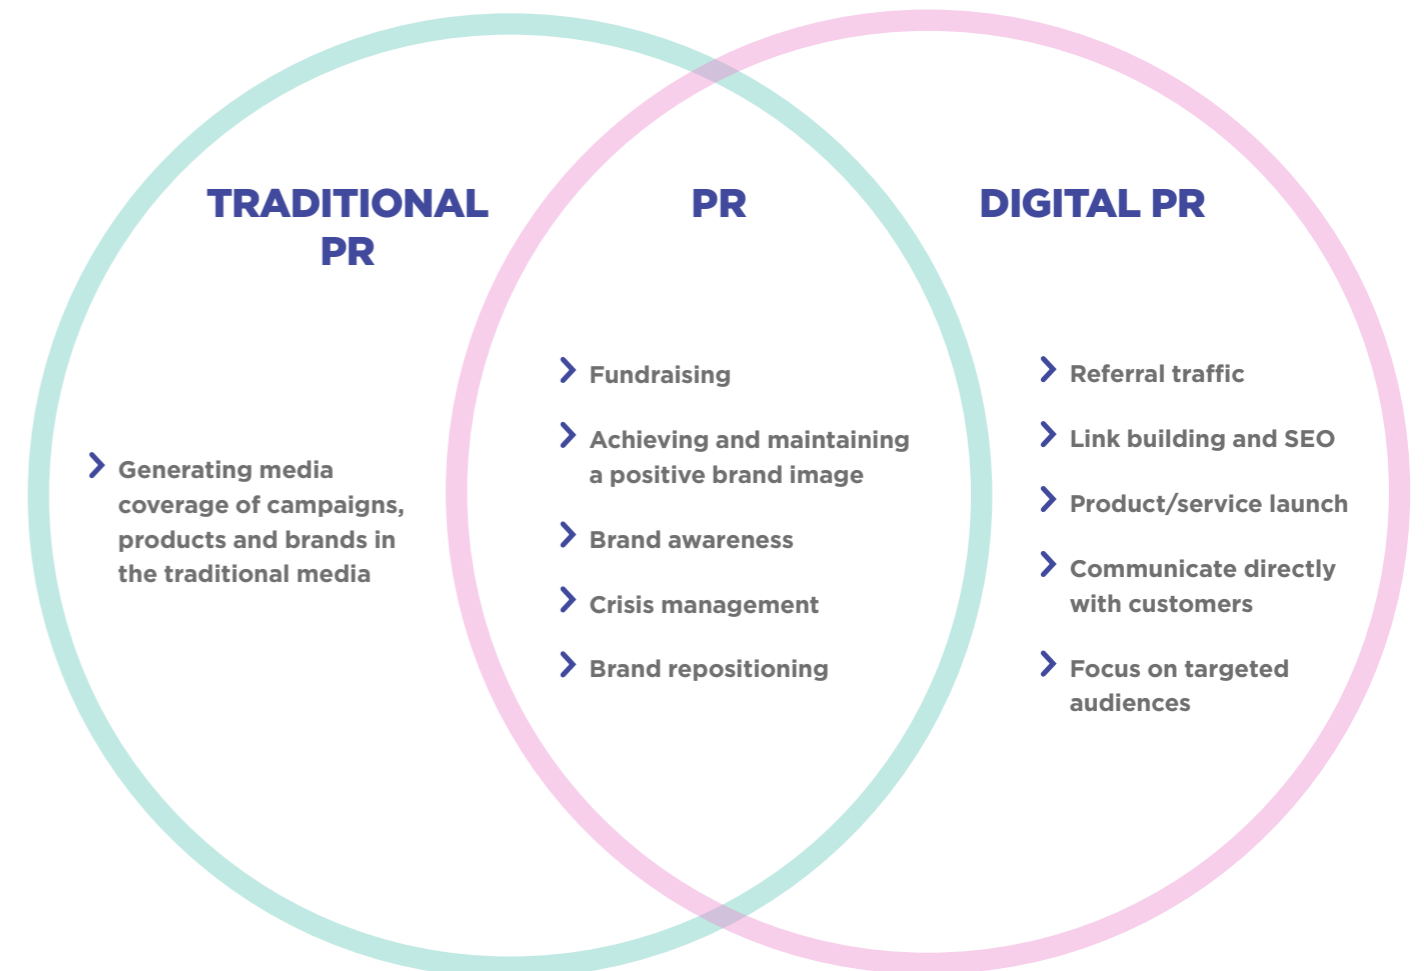 TRADITIONAL
PR
Generating media
coverage of campaigns,
products and brands in
the traditional media
PR
Fundraising
Achieving and maintaining
a positive brand image
Brand awareness
Crisis management
Brand repositioning
DIGITAL PR
Referral traffic
Link building and SEO
Product/service launch
Communicate directly
with customers
Focus on targeted
audiences